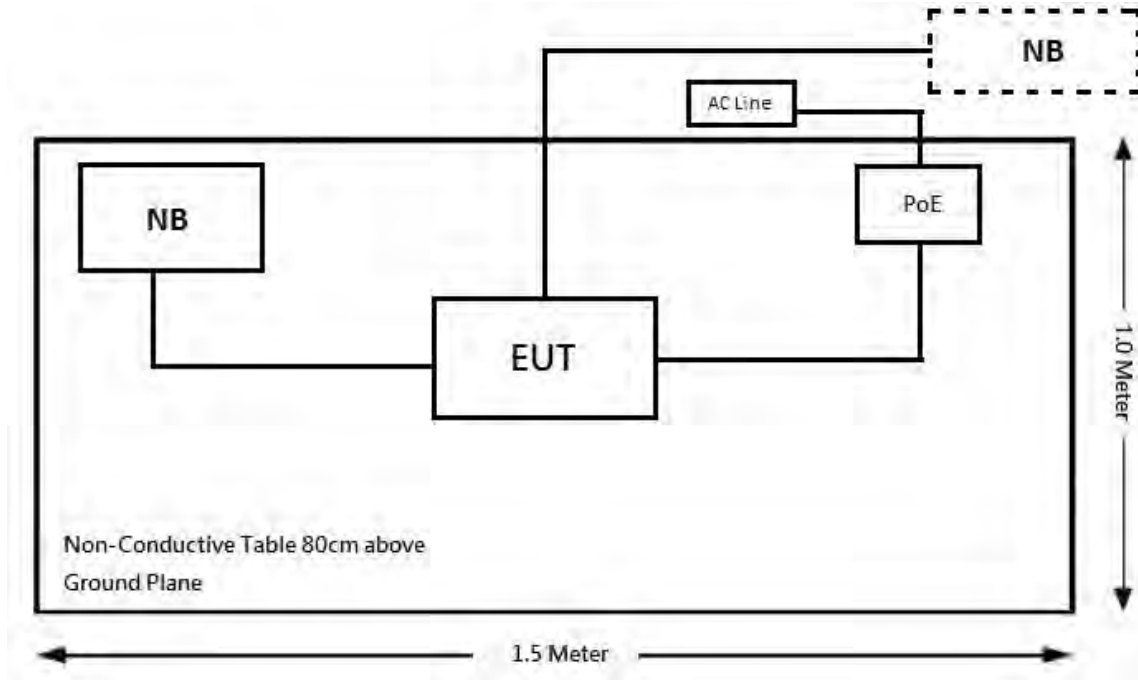 NB
AC Line
NB
PoE
EUT
1.0 Meter
Non-Conductive Table 80cm above
Ground Plane
1.5 Meter